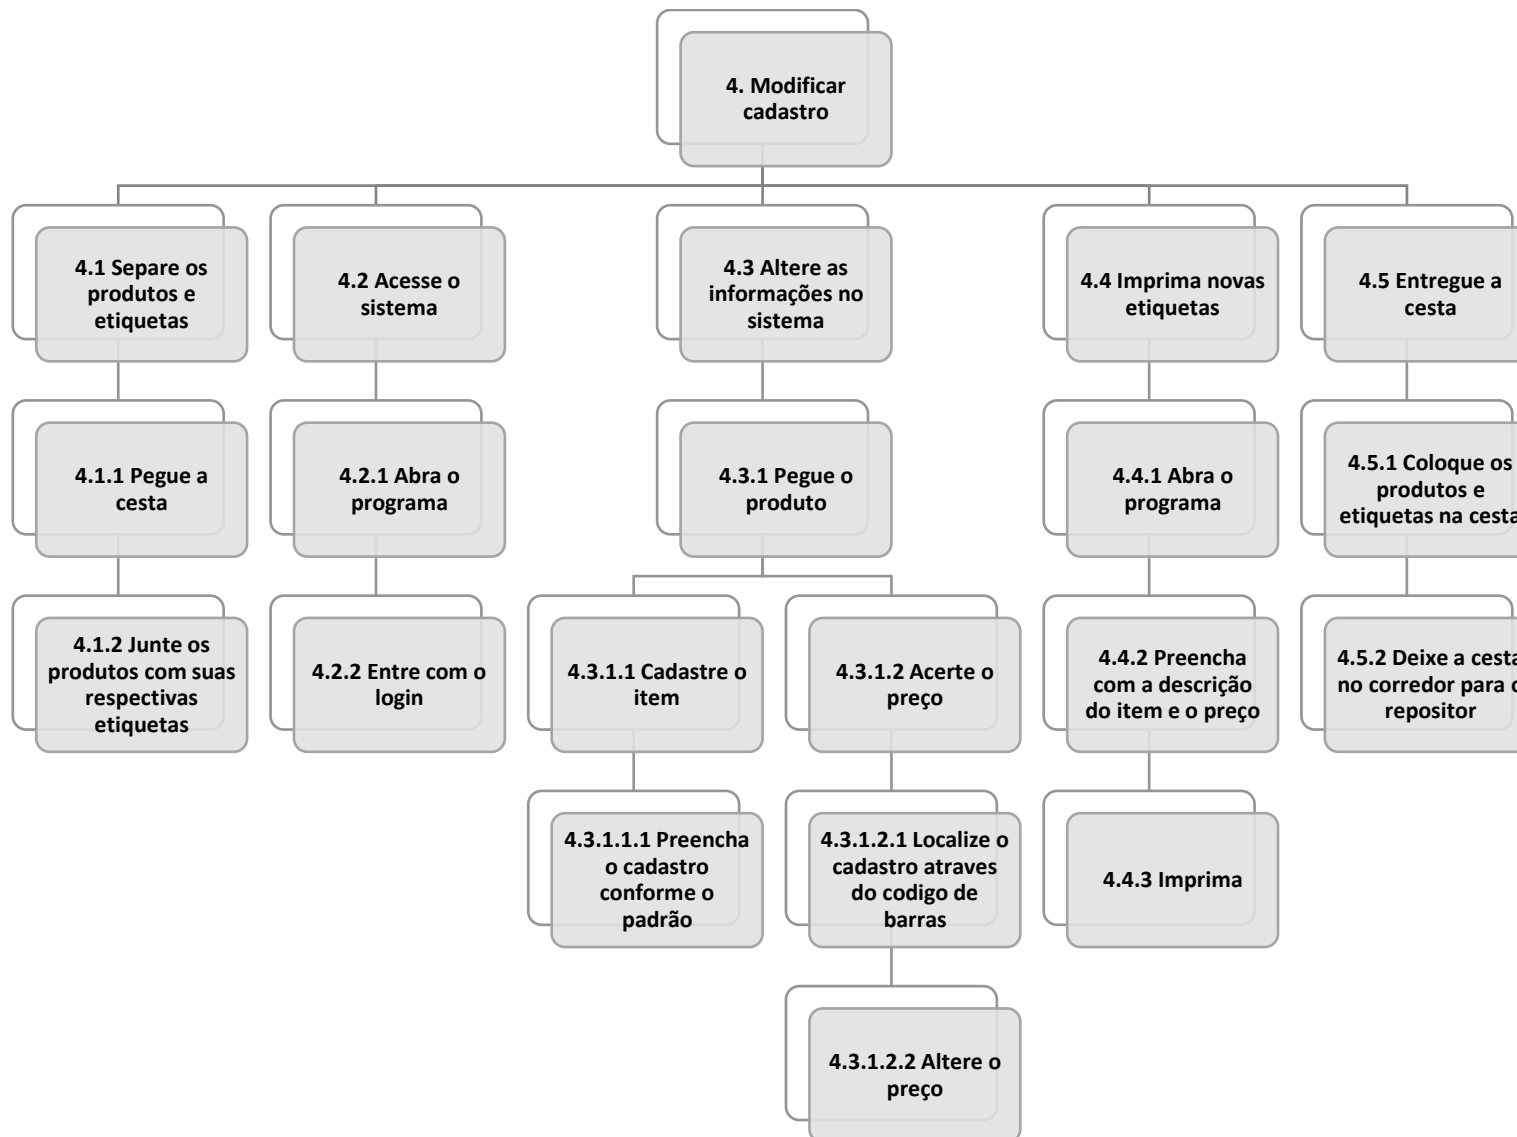 4. Modificar
cadastro
4.1 Separe os
produtos e
etiquetas
4.2 Acesse o
sistema
4.3 Altere as
informações no
sistema
4.4 Imprima novas
etiquetas
4.5 Entregue a
cesta
4.1.1 Pegue a
cesta
4.2.1 Abra o
programa
4.3.1 Pegue o
produto
4.4.1 Abra o
programa
4.5.1 Coloque os
produtos e
etiquetas na cesta
4.1.2 Junte os
produtos com suas
respectivas
etiquetas
4.2.2 Entre com o
login
4.3.1.1 Cadastre o
item
4.3.1.2 Acerte o
preço
4.4.2 Preencha
com a descrição
do item e o preço
4.5.2 Deixe a cesta
no corredor para o
repositor
4.3.1.1.1 Preencha
o cadastro
conforme o
padrão
4.3.1.2.1 Localize o
cadastro atraves
do codigo de
barras
4.4.3 Imprima
4.3.1.2.2 Altere o
preço